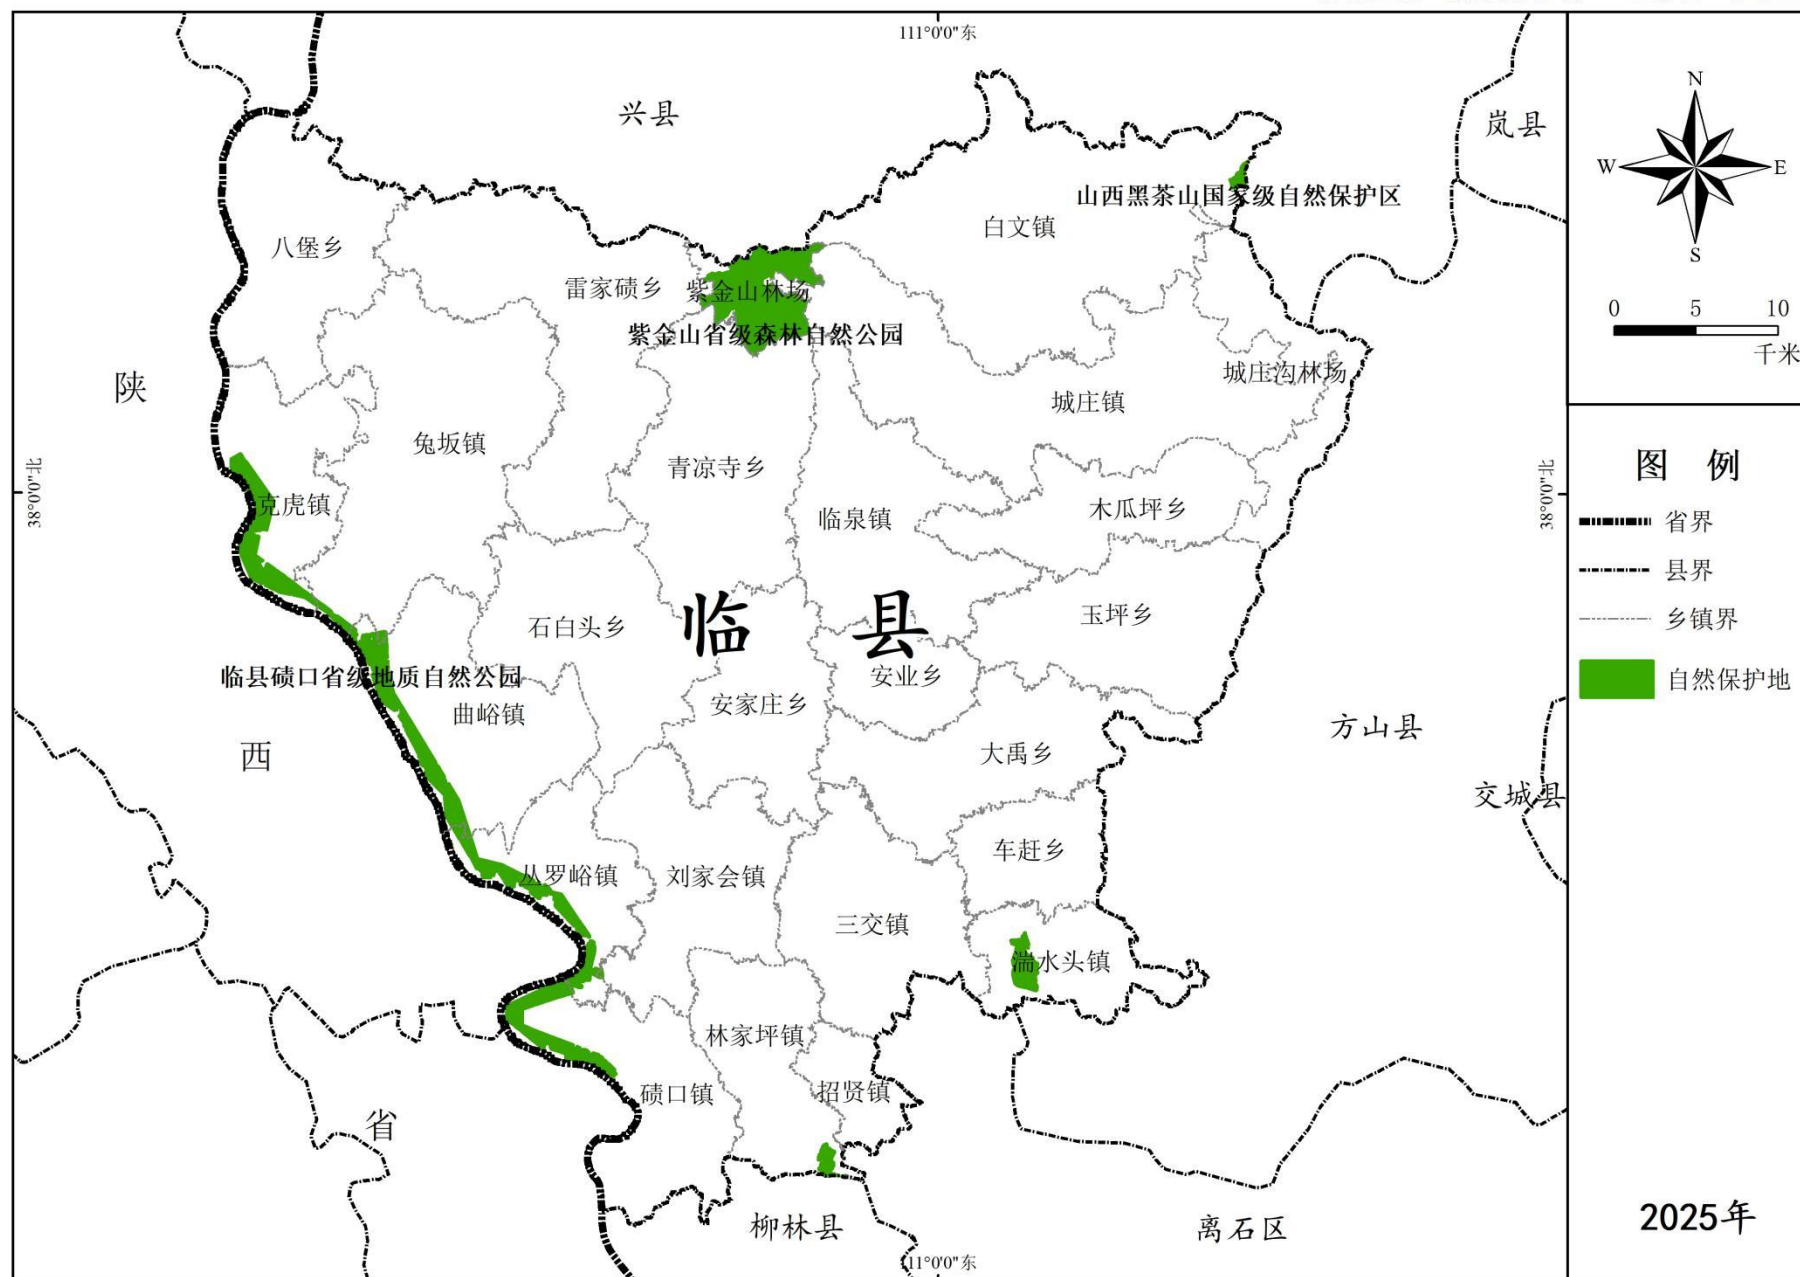 111°0'0"东
兴县
岚县
N
W
E
S
山西黑茶山国家级自然保护区
白文镇
八堡乡
雷家碛乡
紫金山林场
紫金山省级森林自然公园
0 5 10
千米
陕
城庄沟林场
城庄镇
兔坂镇
图 例
青凉寺乡
38°0'0"北
38°0'0"北
克虎镇
木瓜坪乡
临泉镇
省界
县界
石白头乡
临 县
玉坪乡
乡镇界
临县碛口省级地质自然公园
安业乡
自然保护地
曲峪镇
安家庄乡
方山县
西
大禹乡
交城县
车赶乡
丛罗峪镇
刘家会镇
三交镇
湍水头镇
林家坪镇
碛口镇
招贤镇
省
柳林县
离石区
2025年
111°0'0"东